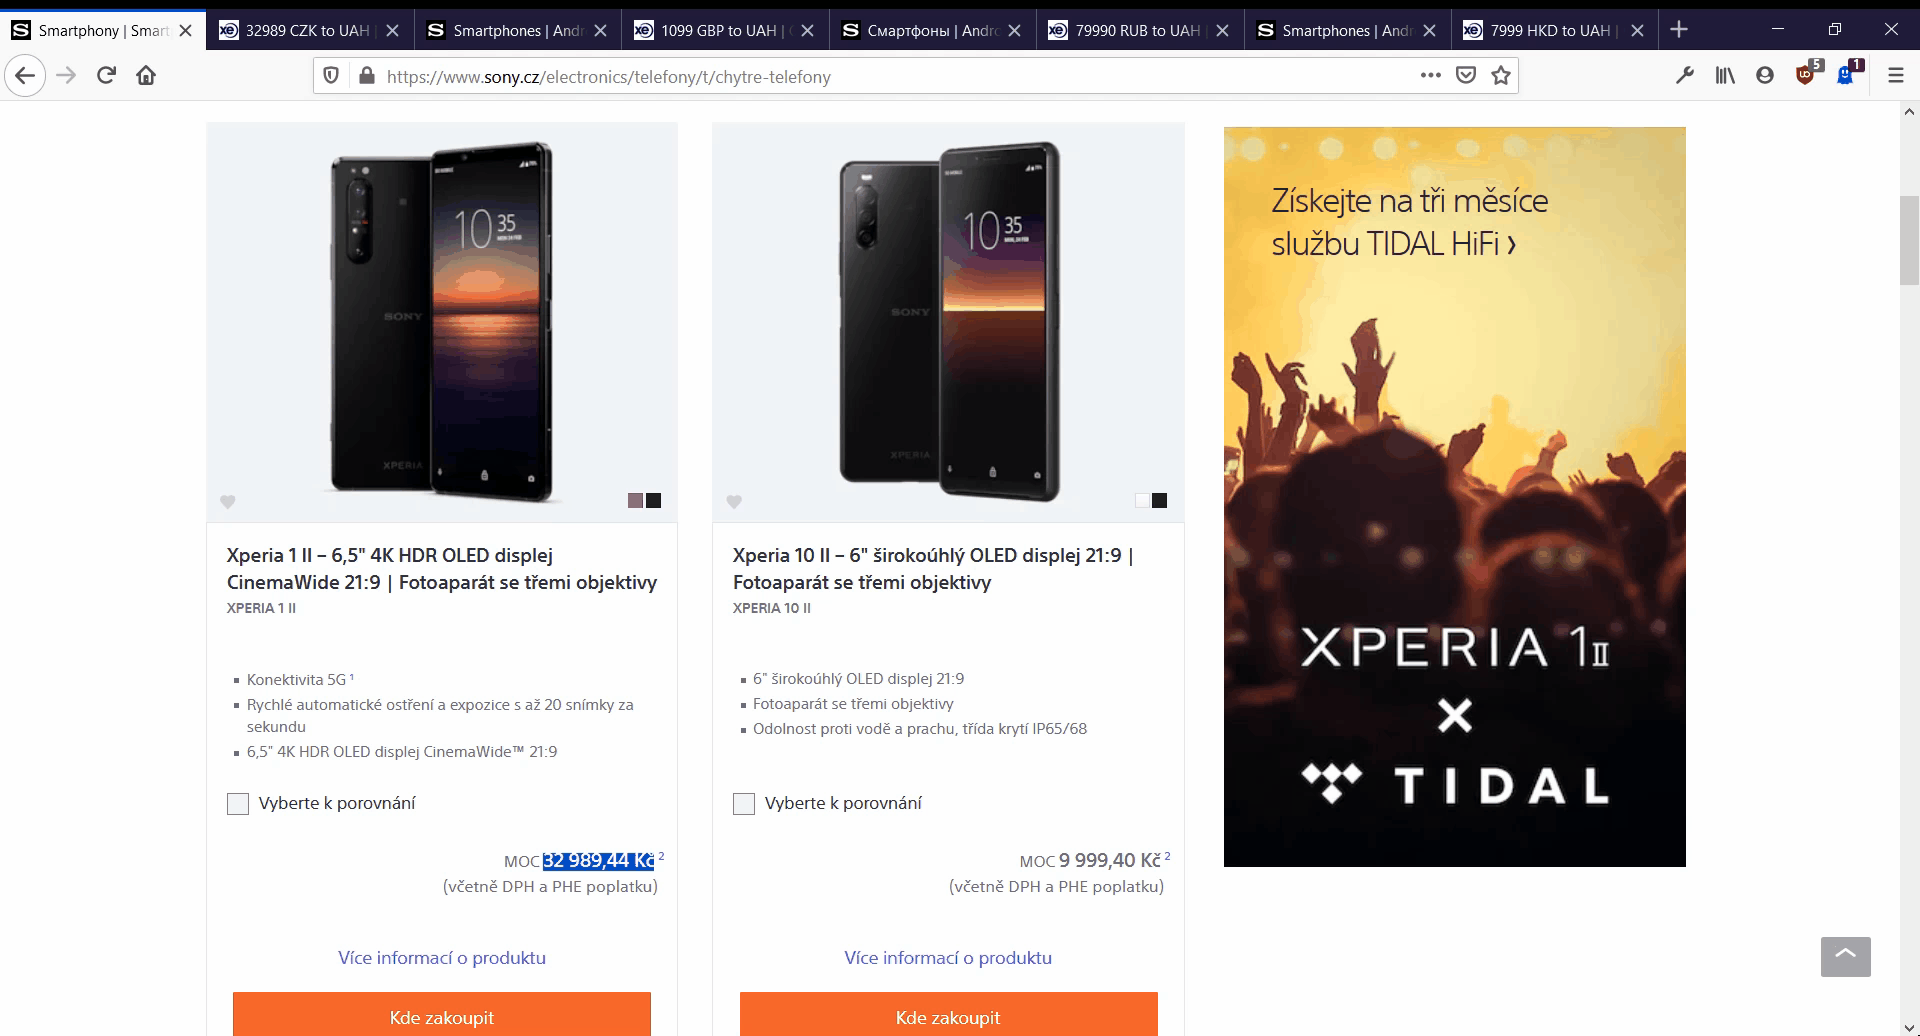 Smartphony | Smart
32989 CZK to UAH |
Smartphones | Andr
1099 GBP to UAH |
Смартфоны | Andro
79990 RUB to UAH
Smartphones | Andr
7999 HKD to UAH |
https://www.sony.cz/electronics/telefony/t/chytre-telefony
5
1
10 35
SONY
XPERIA
10 35
SONY
XPERIA
Získejte na tři měsíce
službu TIDAL HiFi ›
XPERIA 1 II
×
TIDAL
Xperia 1 II – 6,5" 4K HDR OLED displej
CinemaWide 21:9 | Fotoaparát se třemi objektivy
XPERIA 1 II
Konektivita 5G ¹
Rychlé automatické ostření a expozice s až 20 snímky za
sekundu
6,5" 4K HDR OLED displej CinemaWide™ 21:9
Vyberte k porovnání
MOC 32 989,44 Kč ²
(včetně DPH a PHE poplatku)
Více informací o produktu
Kde zakoupit
Xperia 10 II – 6" širokoúhlý OLED displej 21:9 |
Fotoaparát se třemi objektivy
XPERIA 10 II
6" širokoúhlý OLED displej 21:9
Fotoaparát se třemi objektivy
Odolnost proti vodě a prachu, třída krytí IP65/68
Vyberte k porovnání
MOC 9 999,40 Kč ²
(včetně DPH a PHE poplatku)
Více informací o produktu
Kde zakoupit